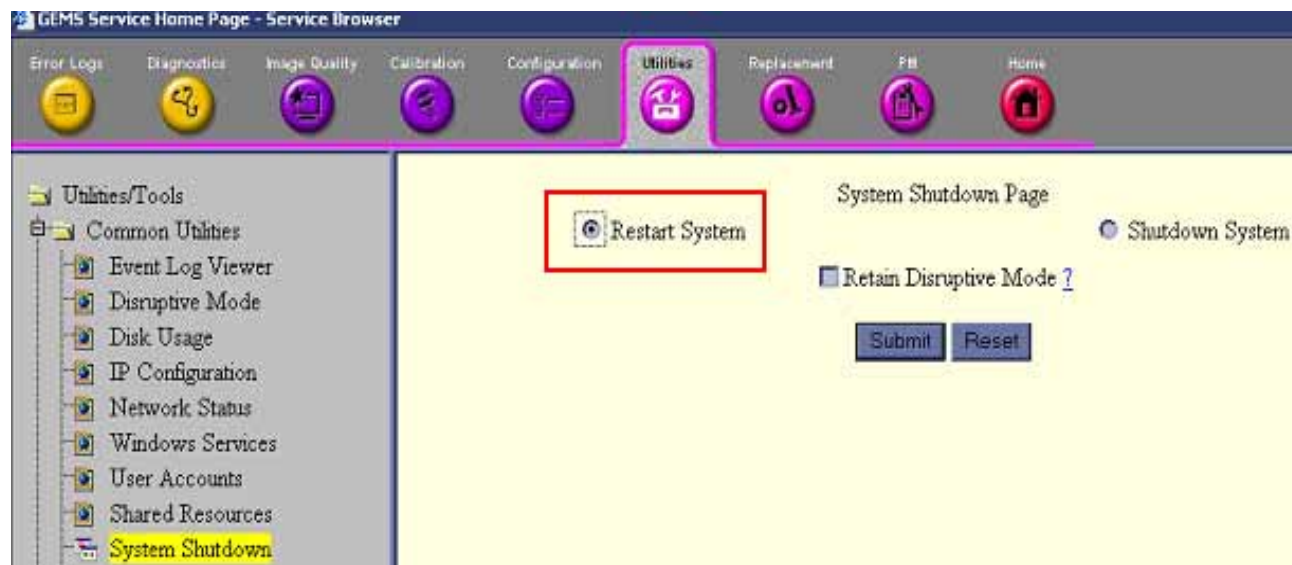 GEMS Service Home Page - Service Browser
Error Logs Diagnostics Image Quality Calibration Configuration Utilities Replacement PM Home
Utilities/Tools
Common Utilities
Event Log Viewer
Disruptive Mode
Disk Usage
IP Configuration
Network Status
Windows Services
User Accounts
Shared Resources
System Shutdown
System Shutdown Page
Restart System Shutdown System
Retain Disruptive Mode ?
Submit Reset